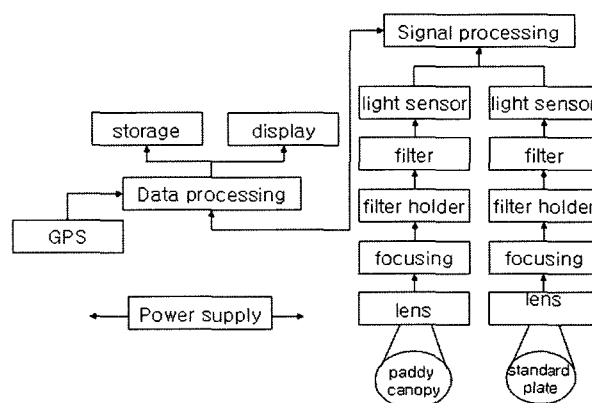 Signal processing
light sensor
light sensor
storage
display
filter
filter
Data processing
filter holder
filter holder
GPS
focusing
focusing
Power supply
lens
lens
paddy
canopy
standard
plate